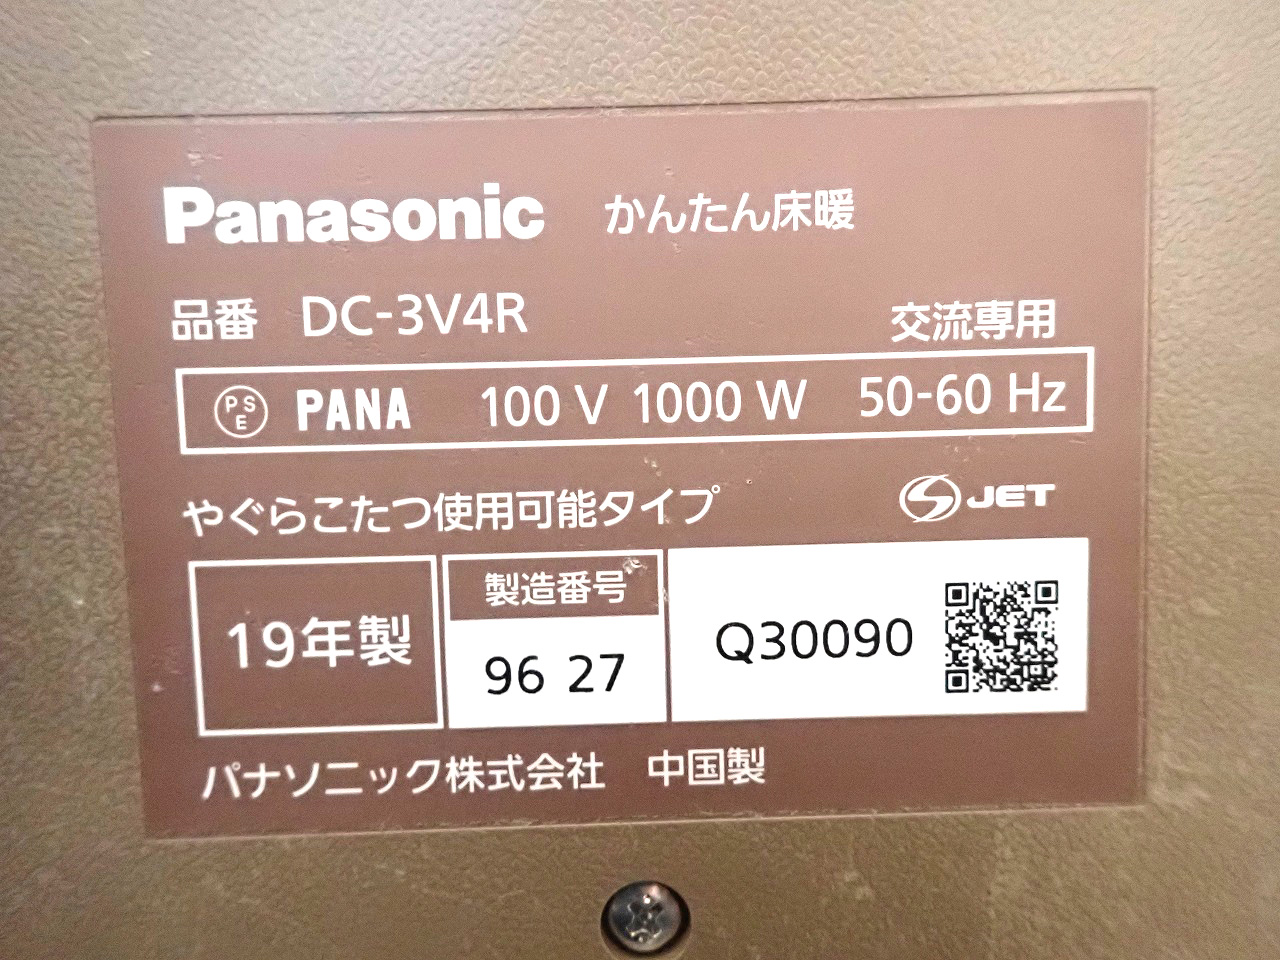 Panasonic かんたん床暖
品番 DC-3V4R 交流専用
PSE PANA 100 V 1000 W 50-60 Hz
やぐらこたつ使用可能タイプ JET
19年製 製造番号 96 27 Q30090
パナソニック株式会社 中国製